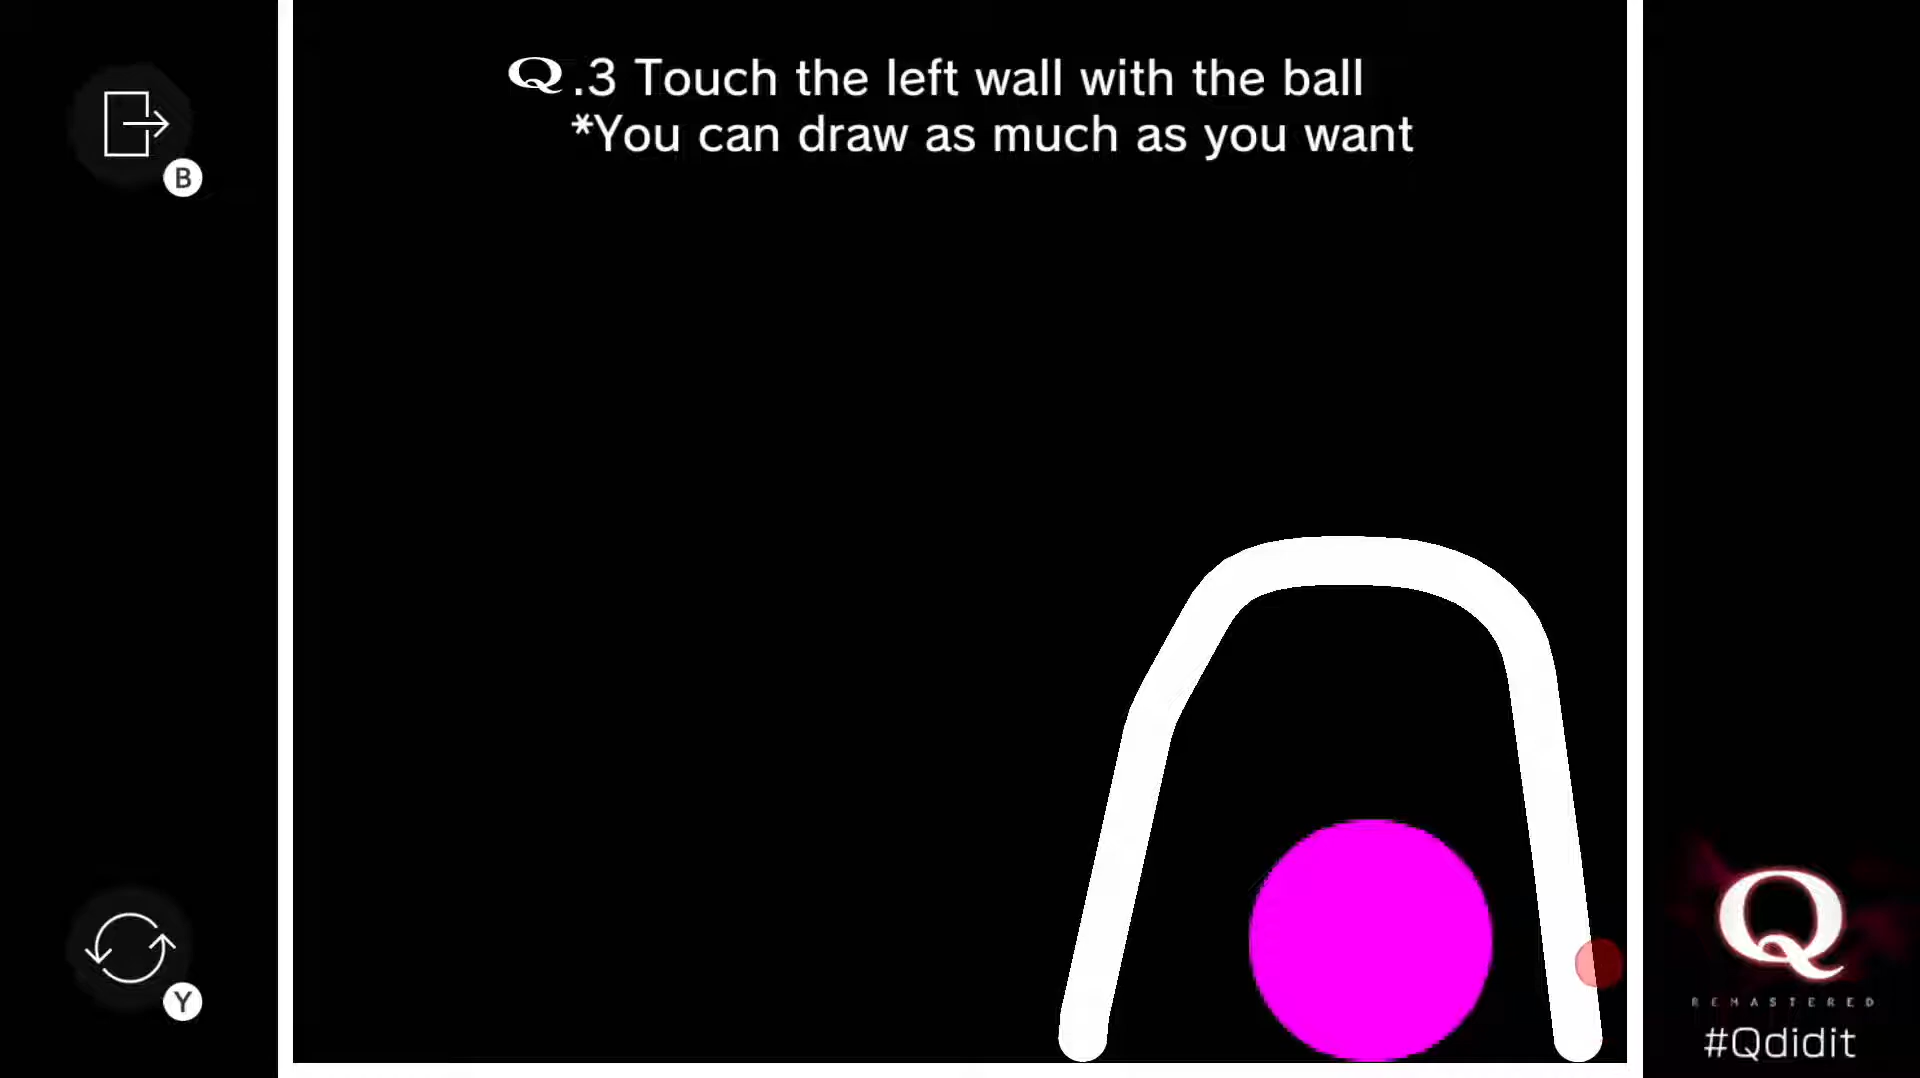 Q.3 Touch the left wall with the ball
*You can draw as much as you want
B
Y
Q
REMASTERED
#Qdidit